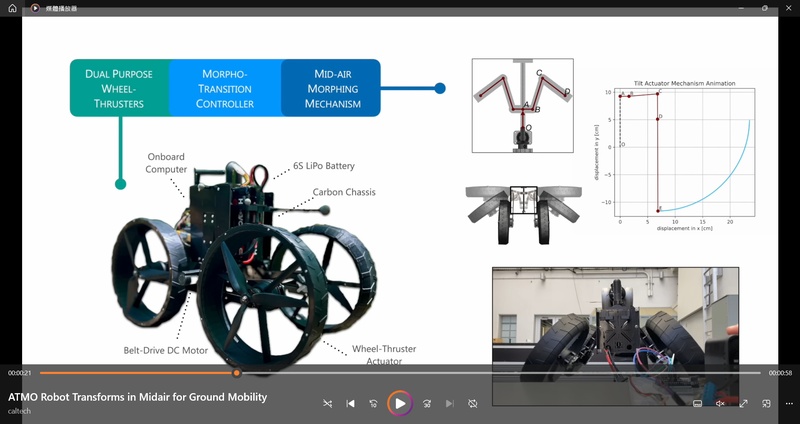 媒體播放器
DUAL PURPOSE
WHEEL-
THRUSTERS
MORPHO-
TRANSITION
CONTROLLER
MID-AIR
MORPHING
MECHANISM
Onboard
Computer
6S LiPo Battery
Carbon Chassis
Belt-Drive DC Motor
Wheel-Thruster
Actuator
C
D
A
B
O
Tilt Actuator Mechanism Animation
displacement in y [cm]
10
5
0
−5
−10
A
B
C
D
O
E
0
5
10
15
20
displacement in x [cm]
00:00:21
00:00:58
ATMO Robot Transforms in Midair for Ground Mobility
caltech
10
30